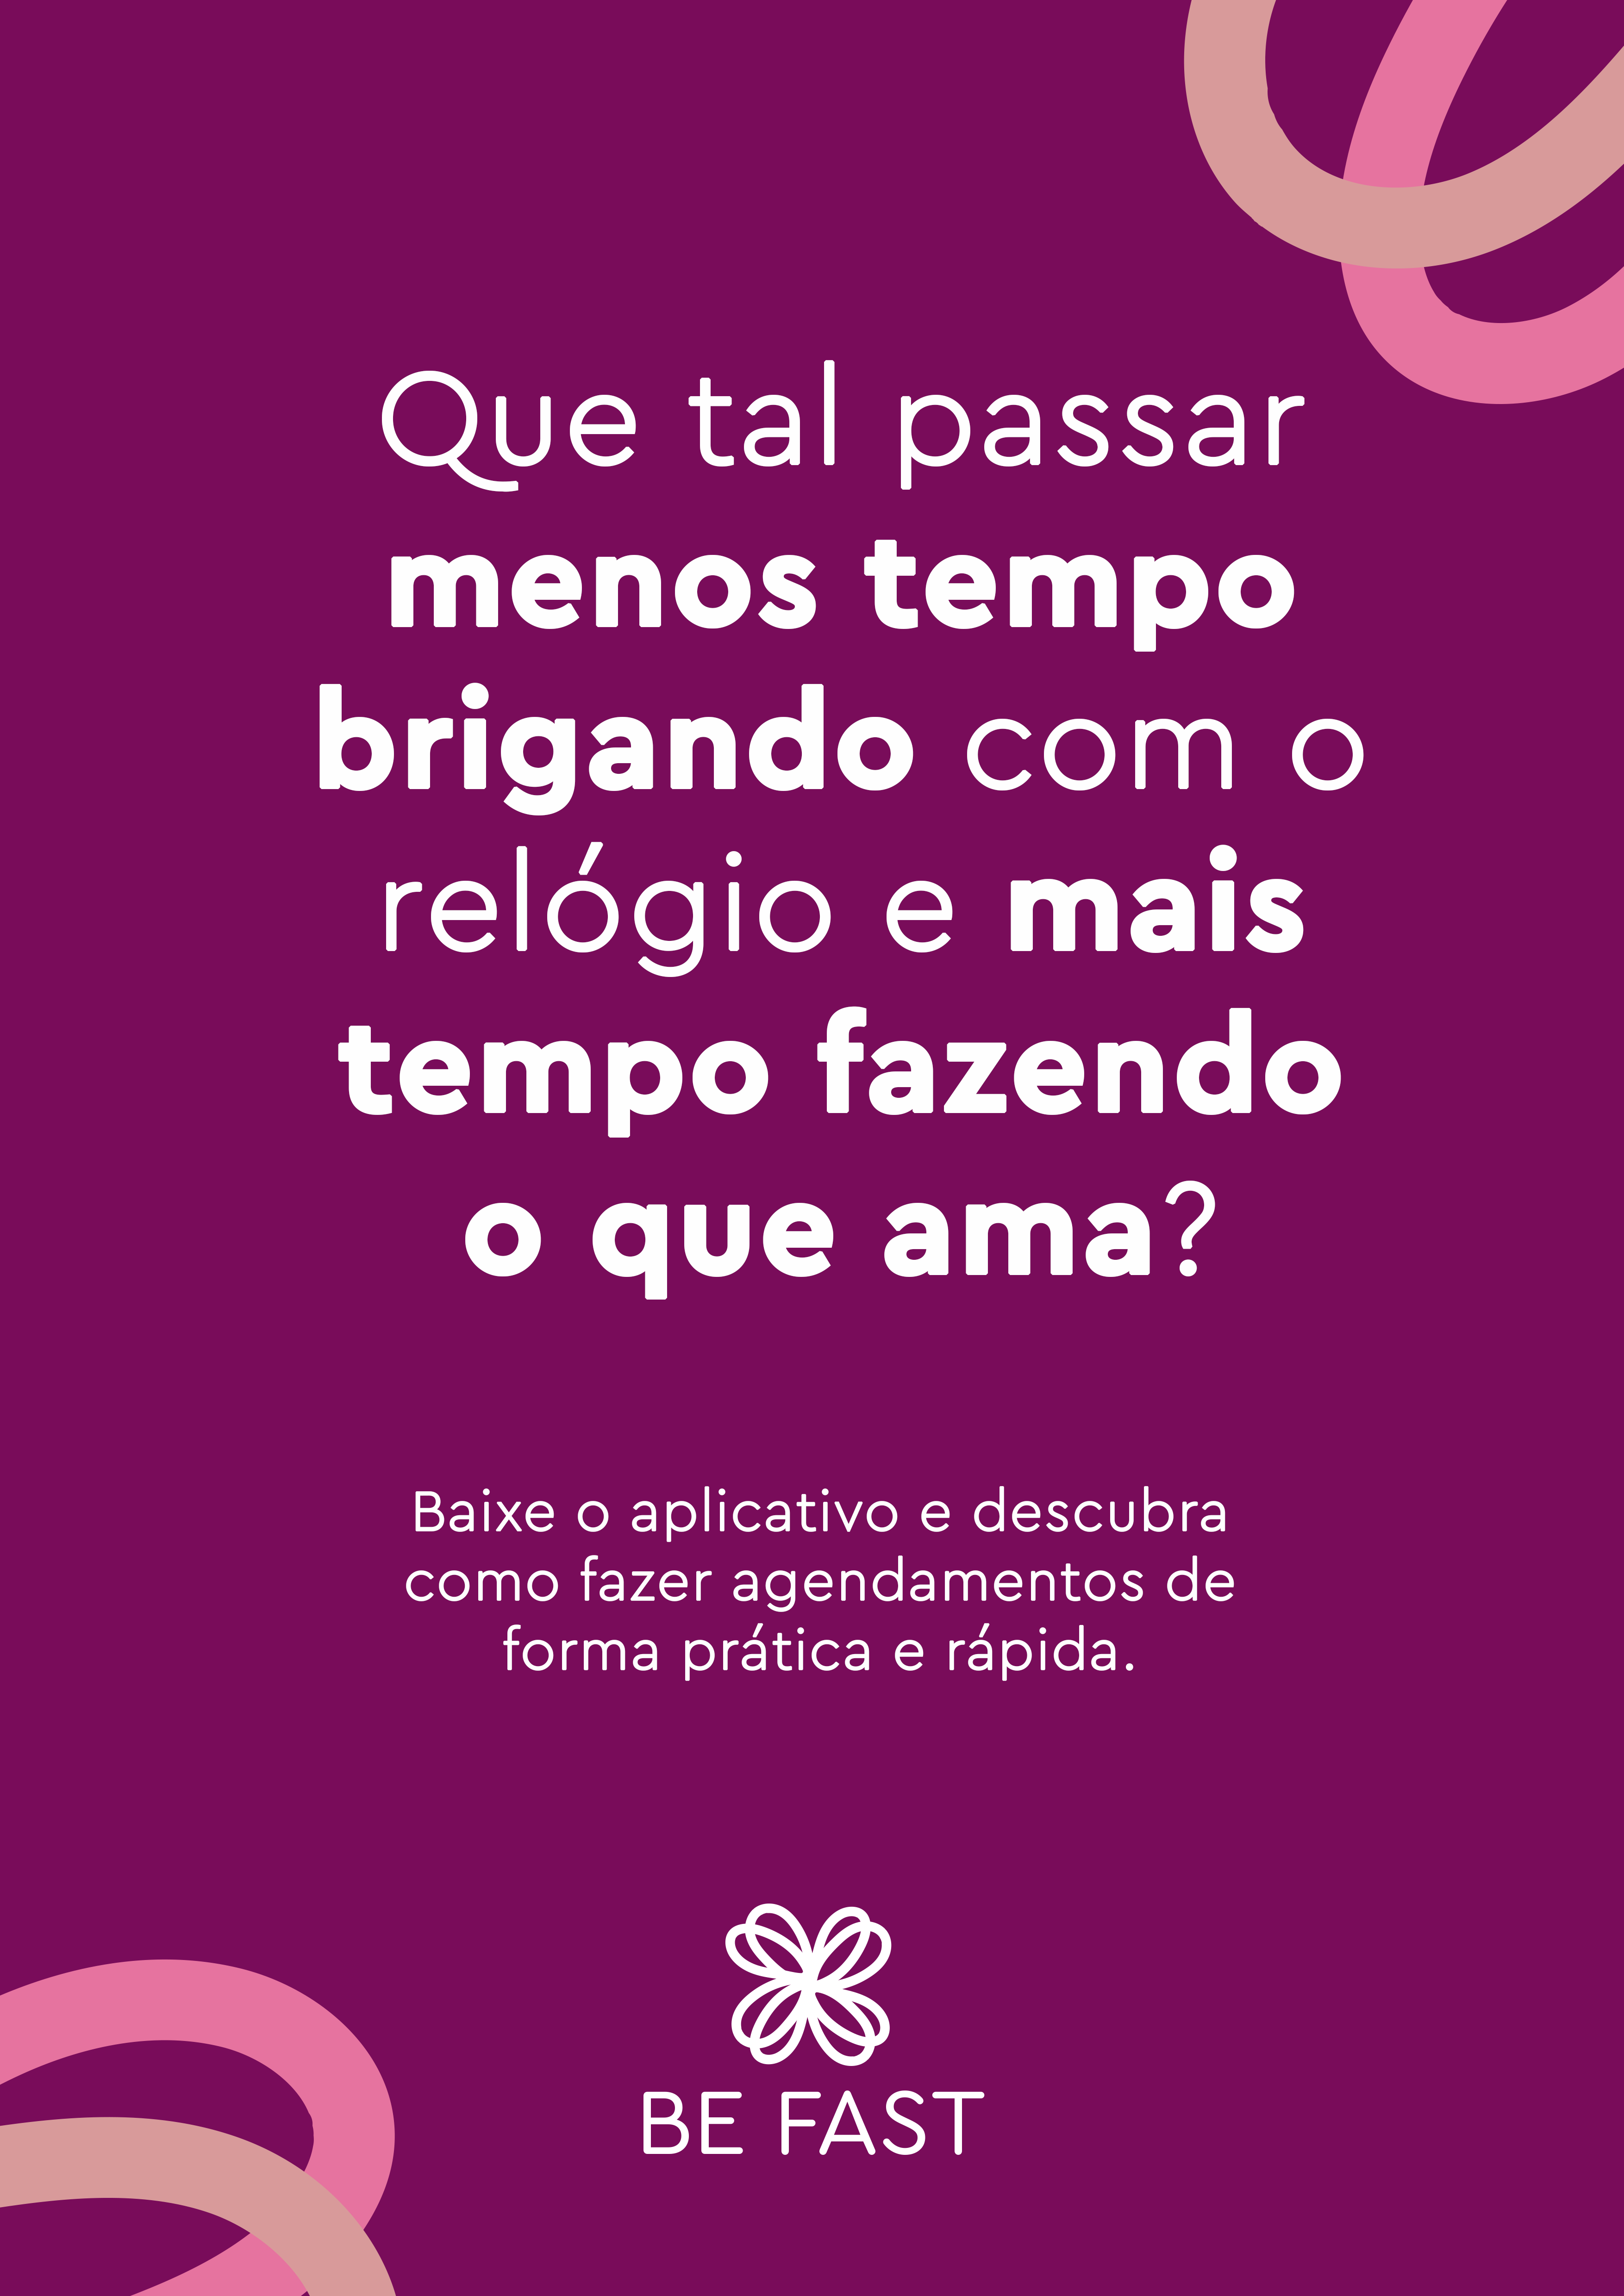 Que tal passar
menos tempo
brigando com o
relógio e mais
tempo fazendo
o que ama?
Baixe o aplicativo e descubra
como fazer agendamentos de
forma prática e rápida.
BE FAST